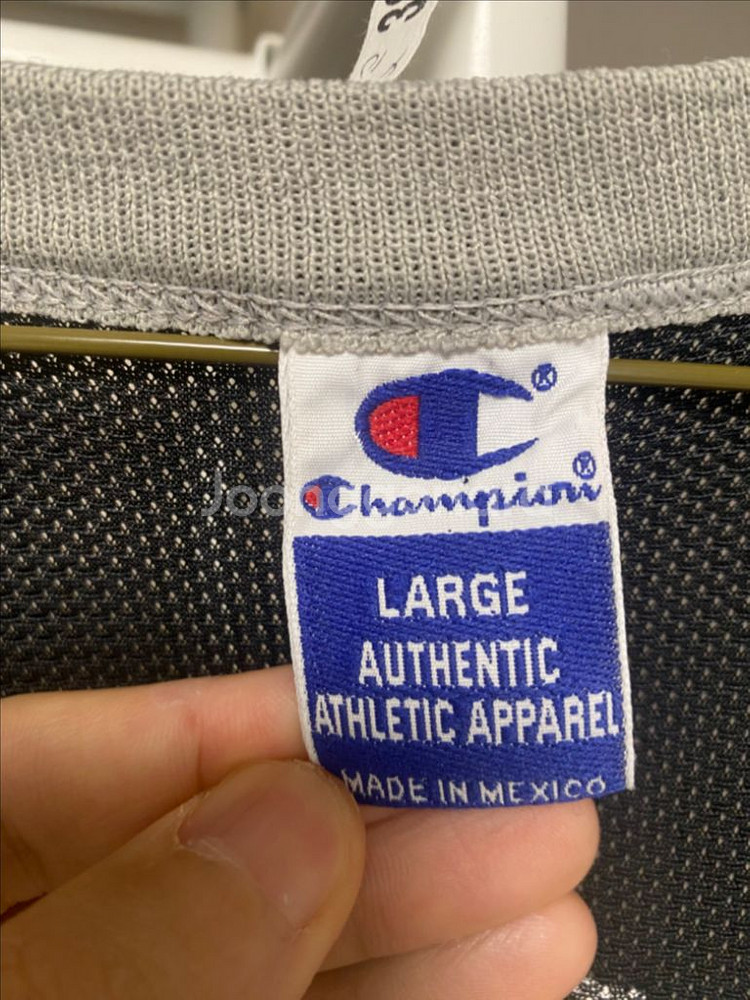 Champion
LARGE
AUTHENTIC
ATHLETIC APPAREL
MADE IN MEXICO